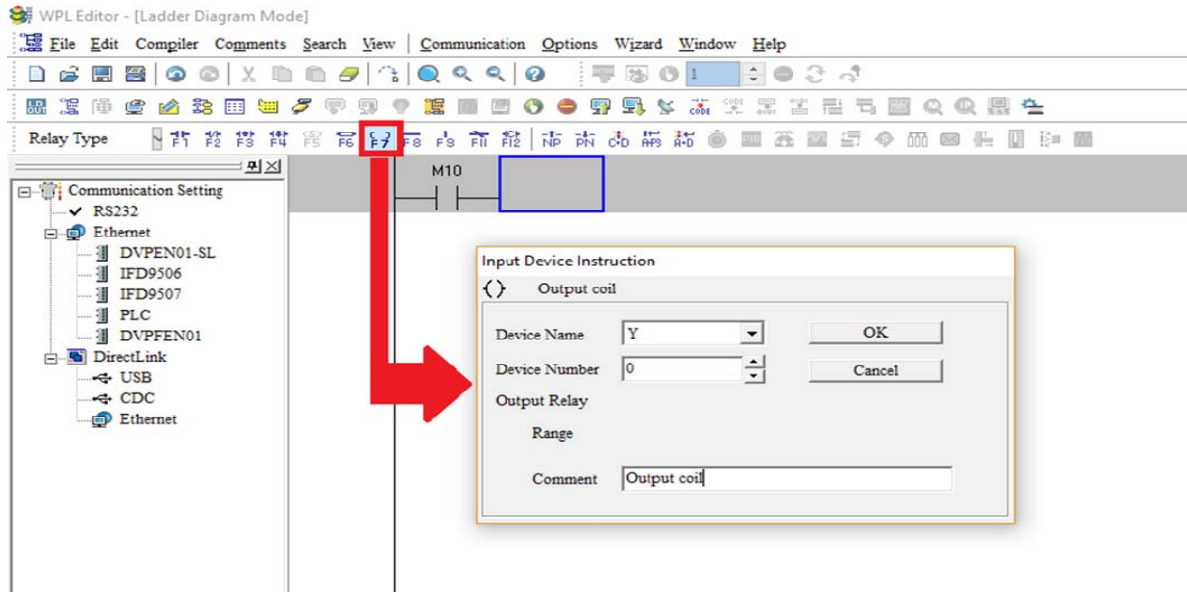 WPL Editor - [Ladder Diagram Mode]
File Edit Compiler Comments Search View Communication Options Wizard Window Help
1
Relay Type F1 F2 F3 F4 F5 F6 F7 F8 F9 F11 F12 NP PN
M10
Communication Setting
RS232
Ethernet
DVPEN01-SL
IFD9506
IFD9507
PLC
DVPFEN01
DirectLink
USB
CDC
Ethernet
Input Device Instruction
Output coil
Device Name Y OK
Device Number 0 Cancel
Output Relay
Range
Comment Output coil